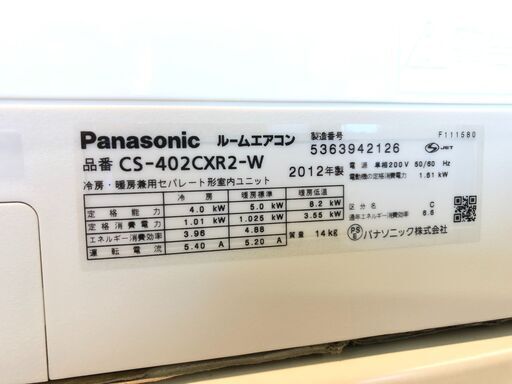 F111580
Panasonic ルームエアコン 製造番号 5363942126
品番 CS-402CXR2-W 2012年製
JET
電源 単相200V 50/60 Hz
電動機の定格消費電力 1.61 kW
冷房・暖房兼用セパレート形室内ユニット
冷房 暖房標準 暖房低温
定格能力 4.0 kW 5.0 kW 8.2 kW
定格消費電力 1.01 kW 1.025 kW 3.55 kW
エネルギー消費効率 3.96 4.88
運転電流 5.40 A 5.20 A
質量 14kg
区分名 C
通年エネルギー消費効率 6.6
PS E パナソニック株式会社